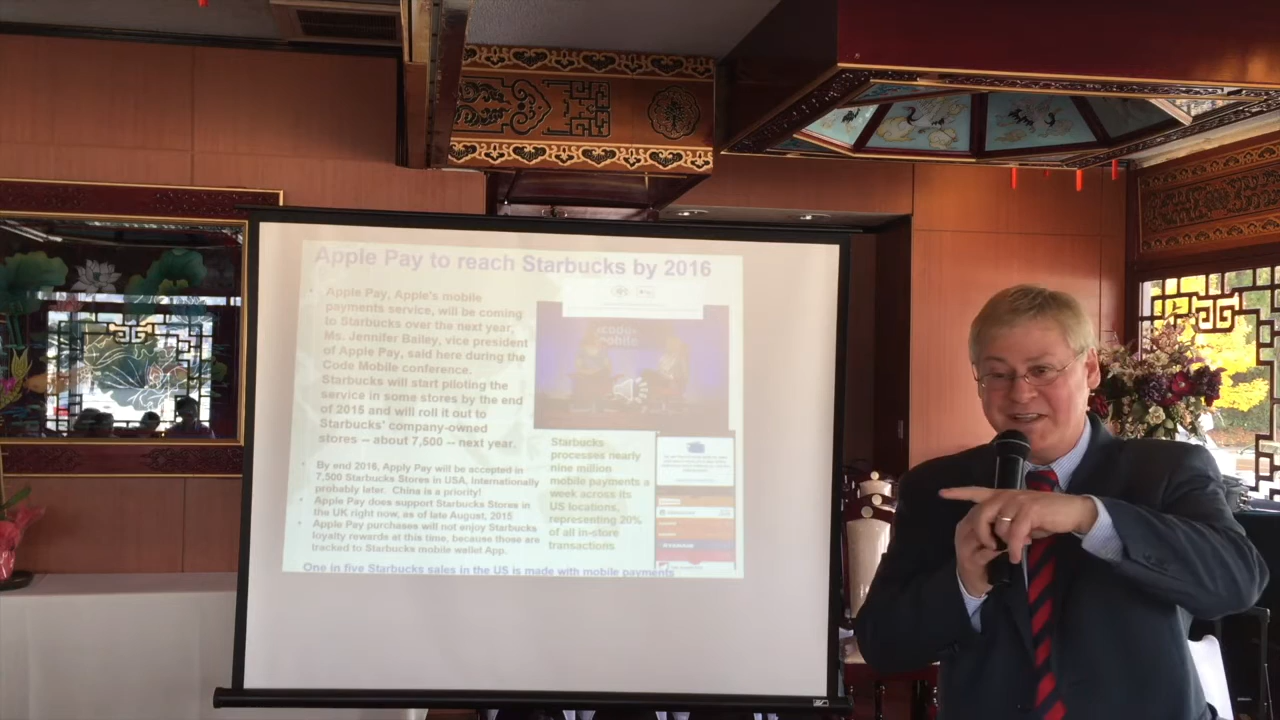 Apple Pay to reach Starbucks by 2016
• Apple Pay, Apple's mobile
payments service, will be coming
to Starbucks over the next year,
Ms. Jennifer Bailey, vice president
of Apple Pay, said here during the
Code Mobile conference.
Starbucks will start piloting the
service in some stores by the end
of 2015 and will roll it out to
Starbucks' company-owned
stores -- about 7,500 -- next year.
• By end 2016, Apply Pay will be accepted in
7,500 Starbucks Stores in USA, Internationally
probably later. China is a priority!
• Apple Pay does support Starbucks Stores in
the UK right now, as of late August, 2015
• Apple Pay purchases will not enjoy Starbucks
loyalty rewards at this time, because those are
tracked to Starbucks mobile wallet App.
code
mobile
Starbucks
processes nearly
nine million
mobile payments a
week across its
US locations,
representing 20%
of all in-store
transactions
One in five Starbucks sales in the US is made with mobile payments